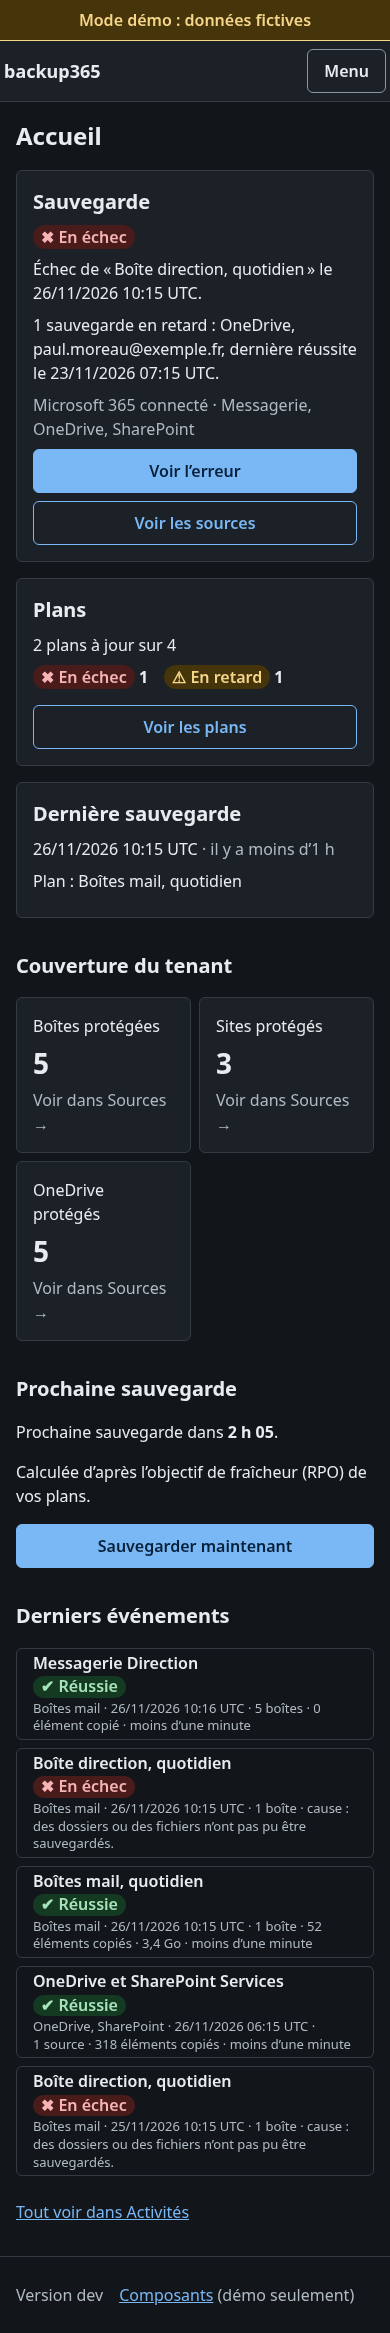 Mode démo : données fictives
backup365
Menu
Accueil
Sauvegarde
✖ En échec
Échec de « Boîte direction, quotidien » le
26/11/2026 10:15 UTC.
1 sauvegarde en retard : OneDrive,
paul.moreau@exemple.fr, dernière réussite
le 23/11/2026 07:15 UTC.
Microsoft 365 connecté · Messagerie,
OneDrive, SharePoint
Voir l’erreur
Voir les sources
Plans
2 plans à jour sur 4
✖ En échec 1 ⚠ En retard 1
Voir les plans
Dernière sauvegarde
26/11/2026 10:15 UTC · il y a moins d’1 h
Plan : Boîtes mail, quotidien
Couverture du tenant
Boîtes protégées
5
Voir dans Sources
→
Sites protégés
3
Voir dans Sources
→
OneDrive
protégés
5
Voir dans Sources
→
Prochaine sauvegarde
Prochaine sauvegarde dans 2 h 05.
Calculée d’après l’objectif de fraîcheur (RPO) de
vos plans.
Sauvegarder maintenant
Derniers événements
Messagerie Direction
✔ Réussie
Boîtes mail · 26/11/2026 10:16 UTC · 5 boîtes · 0
élément copié · moins d’une minute
Boîte direction, quotidien
✖ En échec
Boîtes mail · 26/11/2026 10:15 UTC · 1 boîte · cause :
des dossiers ou des fichiers n’ont pas pu être
sauvegardés.
Boîtes mail, quotidien
✔ Réussie
Boîtes mail · 26/11/2026 10:15 UTC · 1 boîte · 52
éléments copiés · 3,4 Go · moins d’une minute
OneDrive et SharePoint Services
✔ Réussie
OneDrive, SharePoint · 26/11/2026 06:15 UTC ·
1 source · 318 éléments copiés · moins d’une minute
Boîte direction, quotidien
✖ En échec
Boîtes mail · 25/11/2026 10:15 UTC · 1 boîte · cause :
des dossiers ou des fichiers n’ont pas pu être
sauvegardés.
Tout voir dans Activités
Version dev Composants (démo seulement)